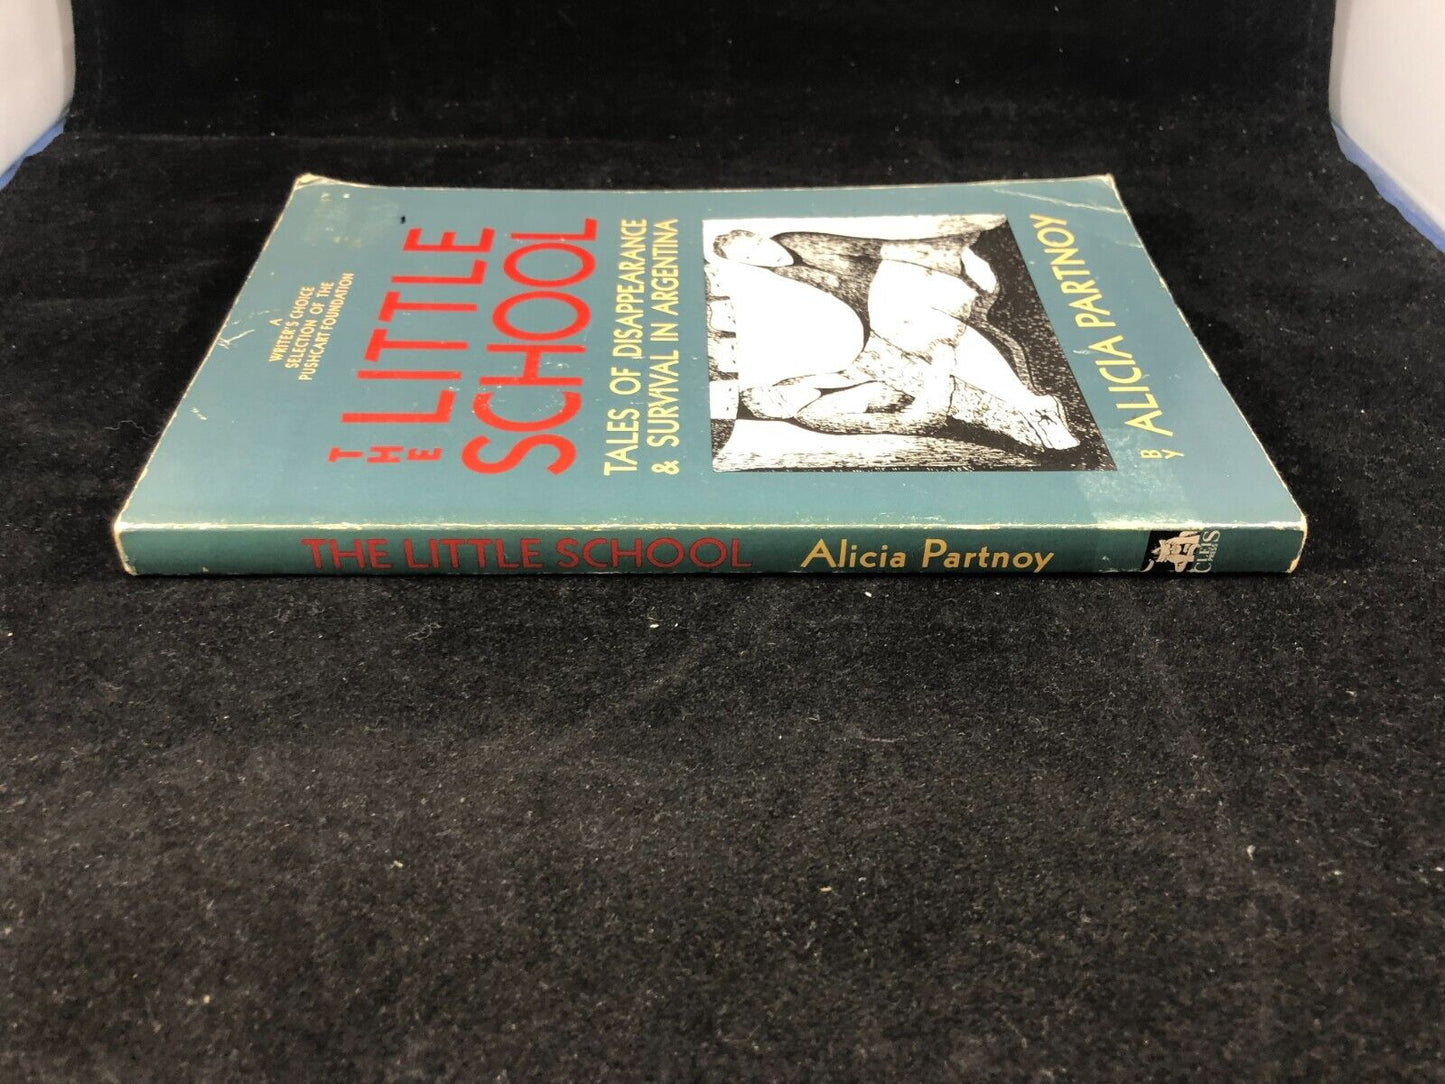 A
WRITER'S CHOICE
SELECTION OF THE
PUSHCART FOUNDATION
THE
LITTLE
SCHOOL
TALES OF DISAPPEARANCE
& SURVIVAL IN ARGENTINA
BY ALICIA PARTNOY
THE LITTLE SCHOOL Alicia Partnoy
CLEIS